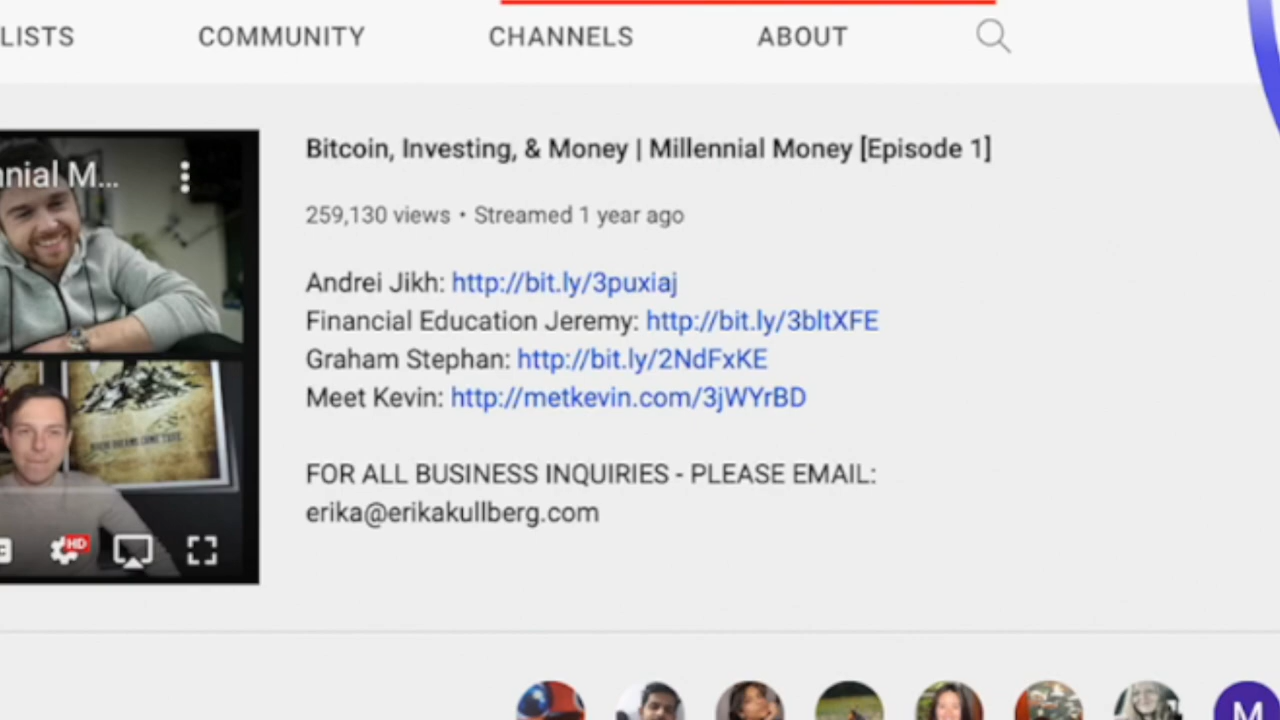 LISTS COMMUNITY CHANNELS ABOUT
nnial M...
Bitcoin, Investing, & Money | Millennial Money [Episode 1]
259,130 views • Streamed 1 year ago
Andrei Jikh: http://bit.ly/3puxiaj
Financial Education Jeremy: http://bit.ly/3bltXFE
Graham Stephan: http://bit.ly/2NdFxKE
Meet Kevin: http://metkevin.com/3jWYrBD
FOR ALL BUSINESS INQUIRIES - PLEASE EMAIL:
erika@erikakullberg.com
HD
M